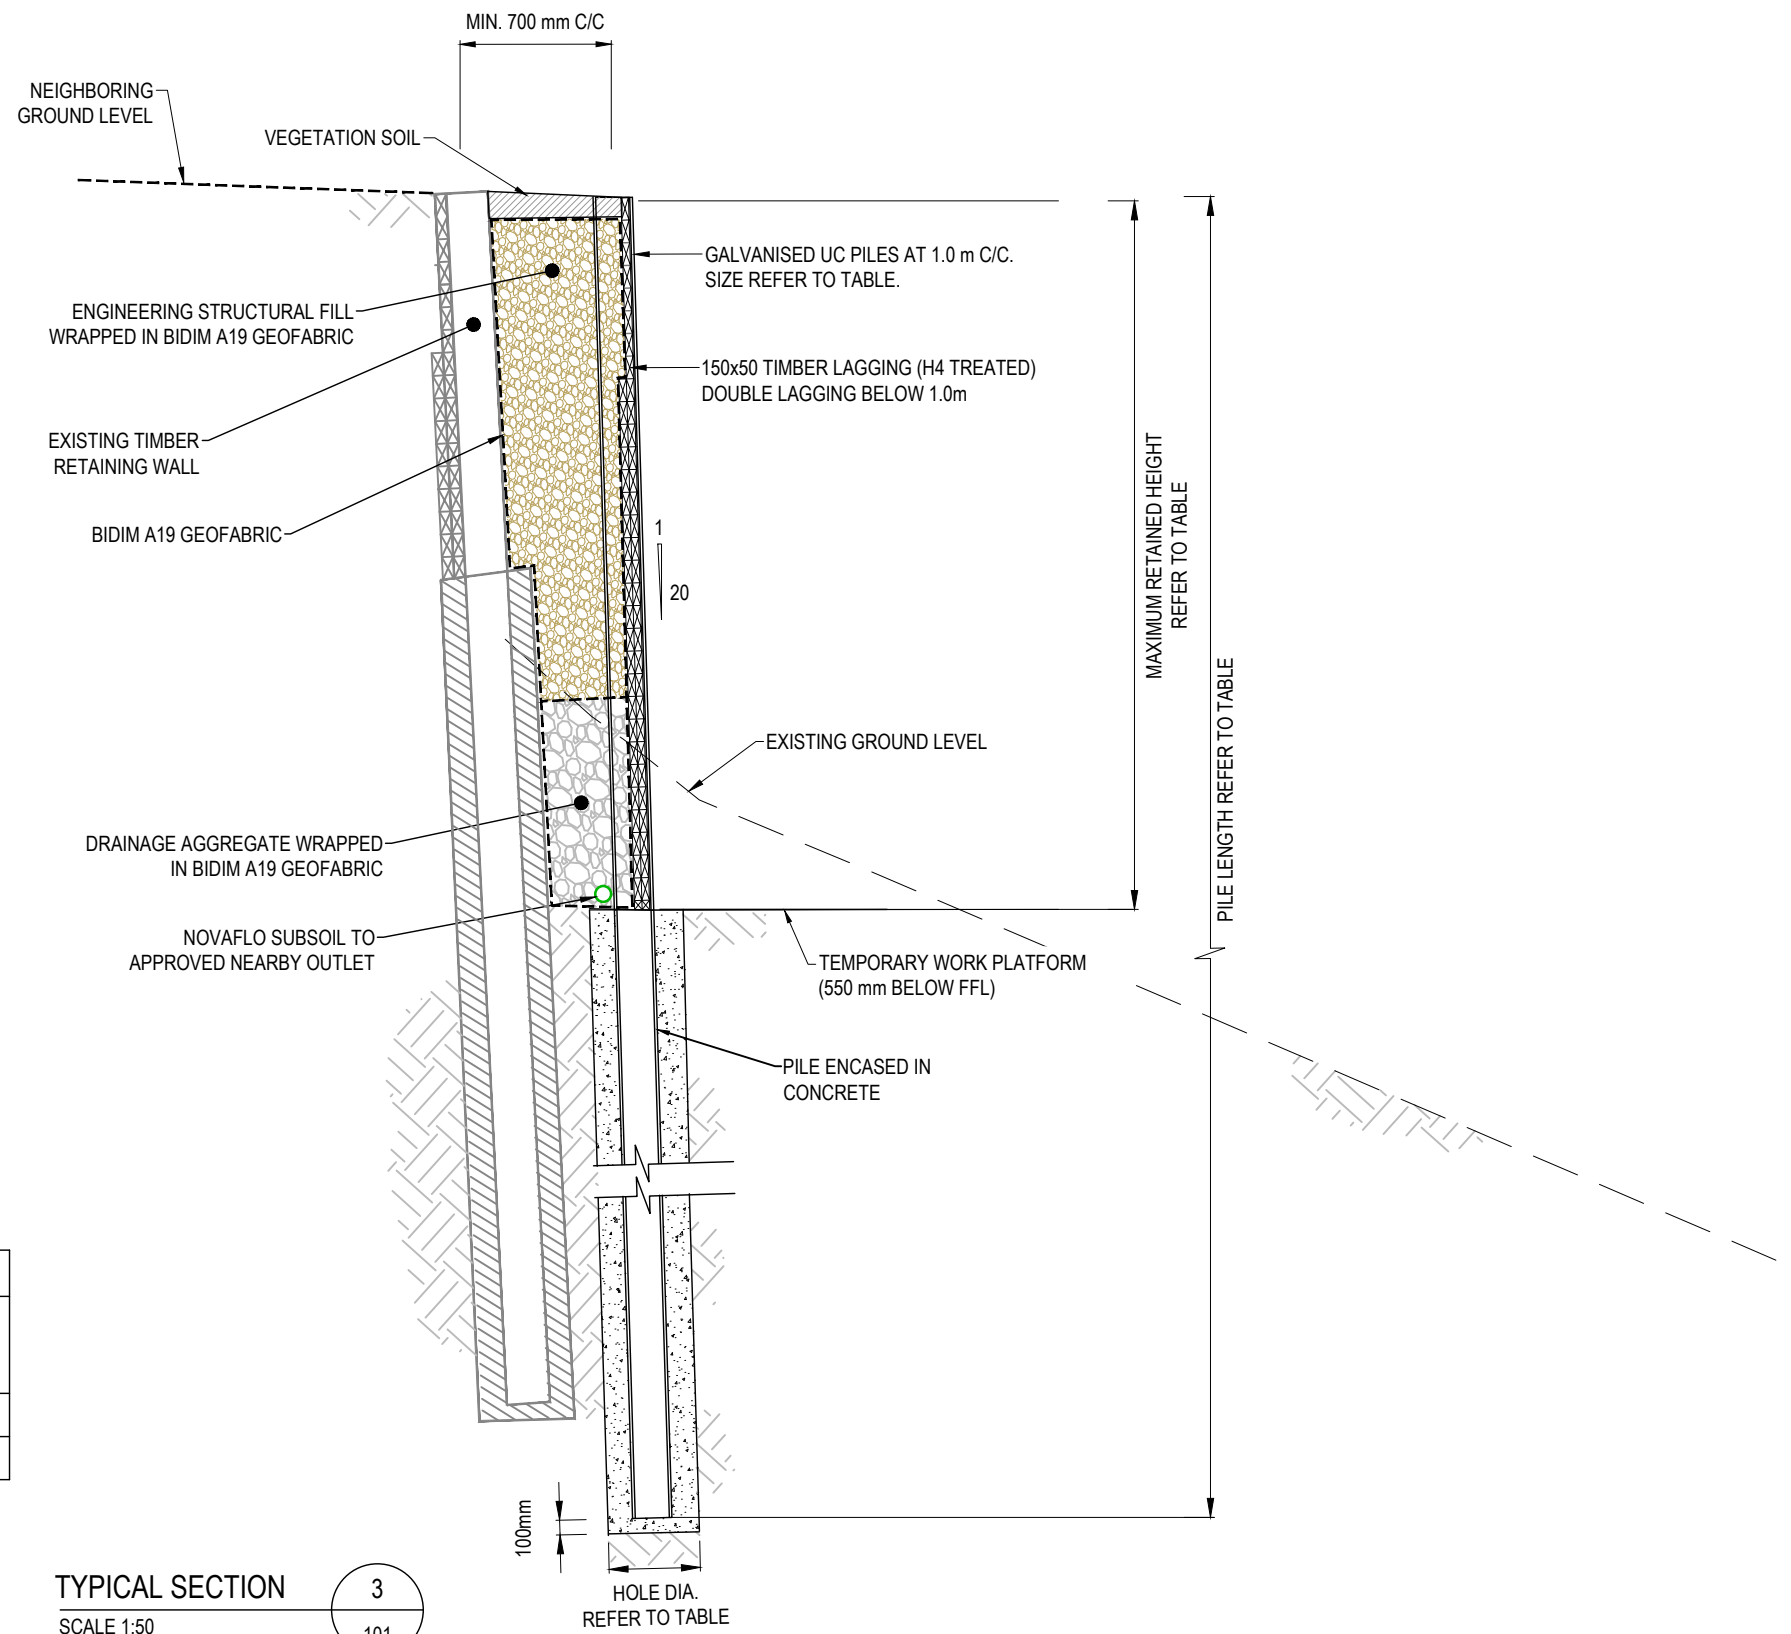 MIN. 700 mm C/C
NEIGHBORING
GROUND LEVEL
VEGETATION SOIL
GALVANISED UC PILES AT 1.0 m C/C.
SIZE REFER TO TABLE.
ENGINEERING STRUCTURAL FILL
WRAPPED IN BIDIM A19 GEOFABRIC
150x50 TIMBER LAGGING (H4 TREATED)
DOUBLE LAGGING BELOW 1.0m
EXISTING TIMBER
RETAINING WALL
BIDIM A19 GEOFABRIC
1
20
MAXIMUM RETAINED HEIGHT
REFER TO TABLE
PILE LENGTH REFER TO TABLE
EXISTING GROUND LEVEL
DRAINAGE AGGREGATE WRAPPED
IN BIDIM A19 GEOFABRIC
NOVAFLO SUBSOIL TO
APPROVED NEARBY OUTLET
TEMPORARY WORK PLATFORM
(550 mm BELOW FFL)
PILE ENCASED IN
CONCRETE
100mm
HOLE DIA.
REFER TO TABLE
TYPICAL SECTION
3
SCALE 1:50
101